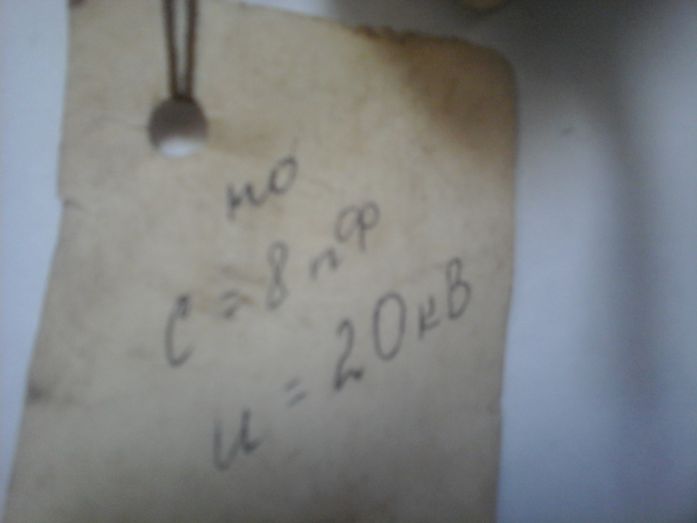 но
C = 8 пФ
U = 20 кВ